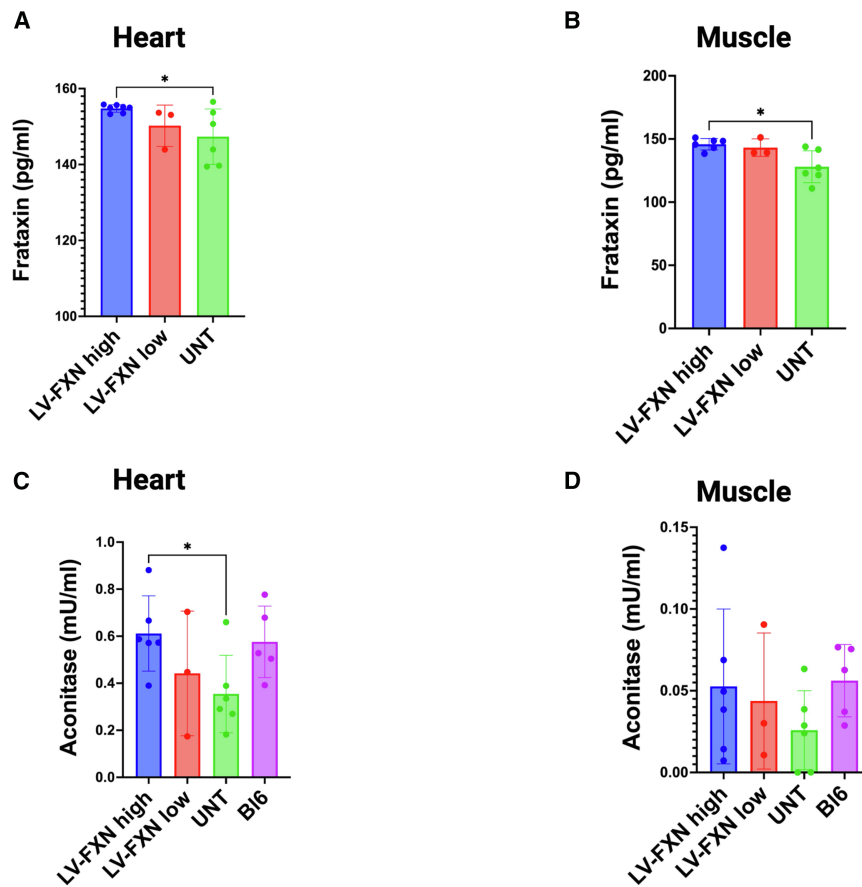 A
Heart
Frataxin (pg/ml)
160
140
120
100
*
LV-FXN high
LV-FXN low
UNT
B
Muscle
Frataxin (pg/ml)
200
150
100
50
0
*
LV-FXN high
LV-FXN low
UNT
C
Heart
Aconitase (mU/ml)
1.0
0.8
0.6
0.4
0.2
0.0
*
LV-FXN high
LV-FXN low
UNT
Bl6
D
Muscle
Aconitase (mU/ml)
0.15
0.10
0.05
0.00
LV-FXN high
LV-FXN low
UNT
Bl6